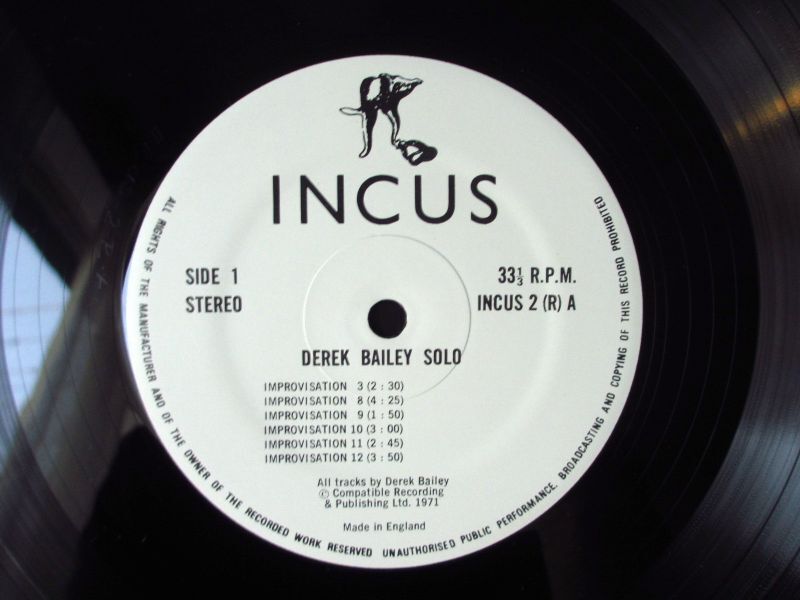 INCUS
SIDE 1
33⅓ R.P.M.
STEREO
INCUS 2 (R) A
DEREK BAILEY SOLO
IMPROVISATION 3 (2 : 30)
IMPROVISATION 8 (4 : 25)
IMPROVISATION 9 (1 : 50)
IMPROVISATION 10 (3 : 00)
IMPROVISATION 11 (2 : 45)
IMPROVISATION 12 (3 : 50)
All tracks by Derek Bailey
© Compatible Recording
& Publishing Ltd. 1971
Made in England
ALL RIGHTS OF THE MANUFACTURER AND OF THE OWNER OF THE RECORDED WORK RESERVED UNAUTHORISED PUBLIC PERFORMANCE, BROADCASTING AND COPYING OF THIS RECORD PROHIBITED